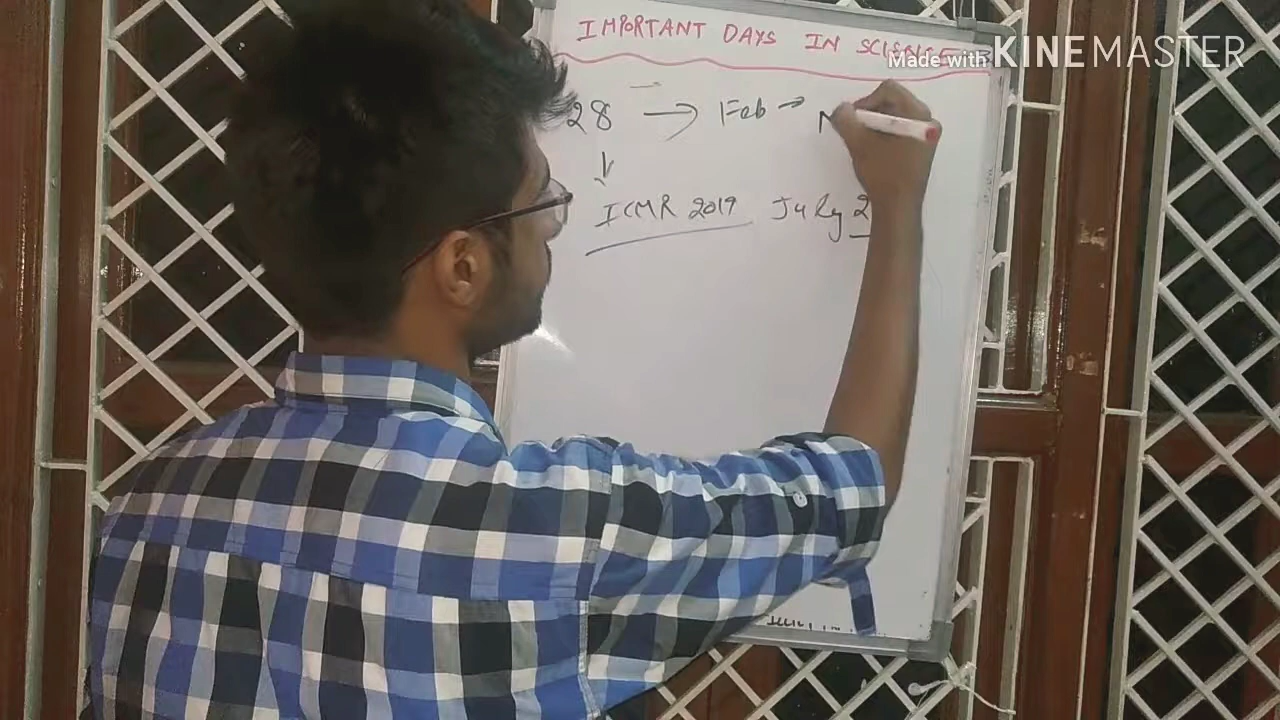 IMPORTANT DAYS IN SCIENCE
Made with KINEMASTER
28 → Feb →
ICMR 2019 July 2